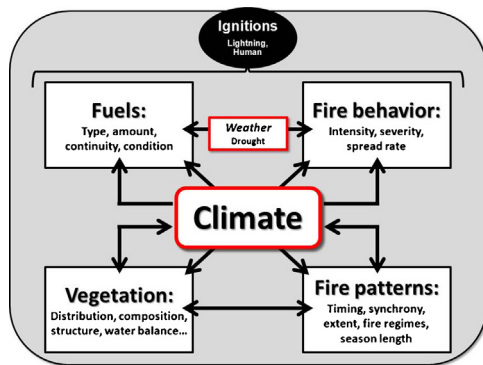 Ignitions
Lightning,
Human
Fuels:
Type, amount,
continuity, condition
Weather
Drought
Fire behavior:
Intensity, severity,
spread rate
Climate
Vegetation:
Distribution, composition,
structure, water balance...
Fire patterns:
Timing, synchrony,
extent, fire regimes,
season length